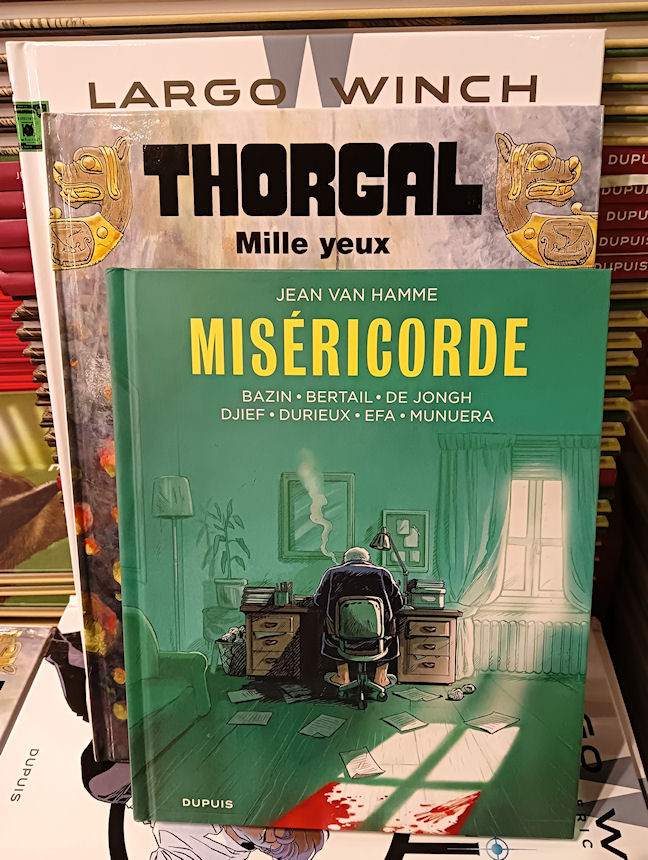 LARGO WINCH
THORGAL
Mille yeux
JEAN VAN HAMME
MISÉRICORDE
BAZIN • BERTAIL • DE JONGH
DJIEF • DURIEUX • EFA • MUNUERA
DUPUIS
DUPUIS
DUPUIS
DUPUIS
DUPUIS
DUPUIS
DUPUIS